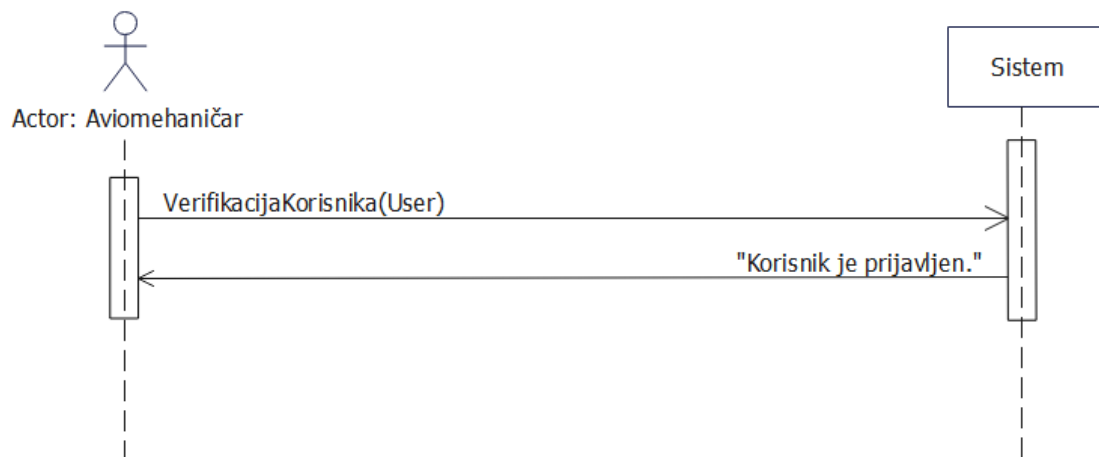 Sistem
Actor: Aviomehaničar
VerifikacijaKorisnika(User)
"Korisnik je prijavljen."